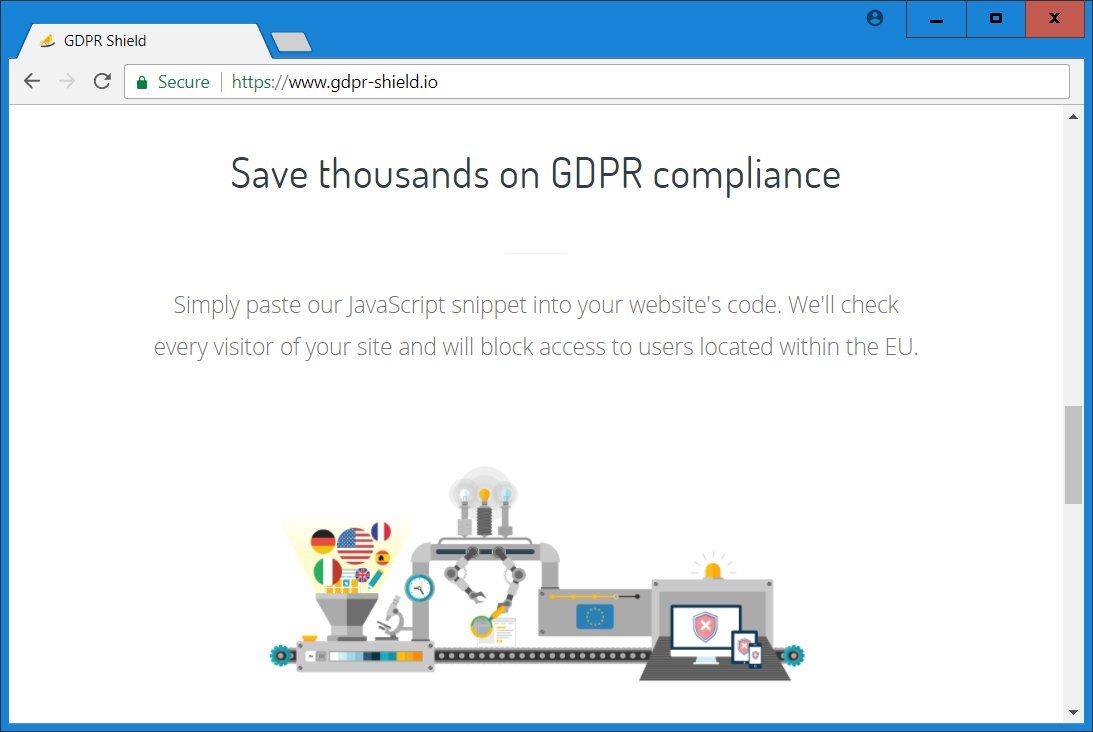 GDPR Shield
Secure
https://www.gdpr-shield.io
Save thousands on GDPR compliance
Simply paste our JavaScript snippet into your website's code. We'll check
every visitor of your site and will block access to users located within the EU.